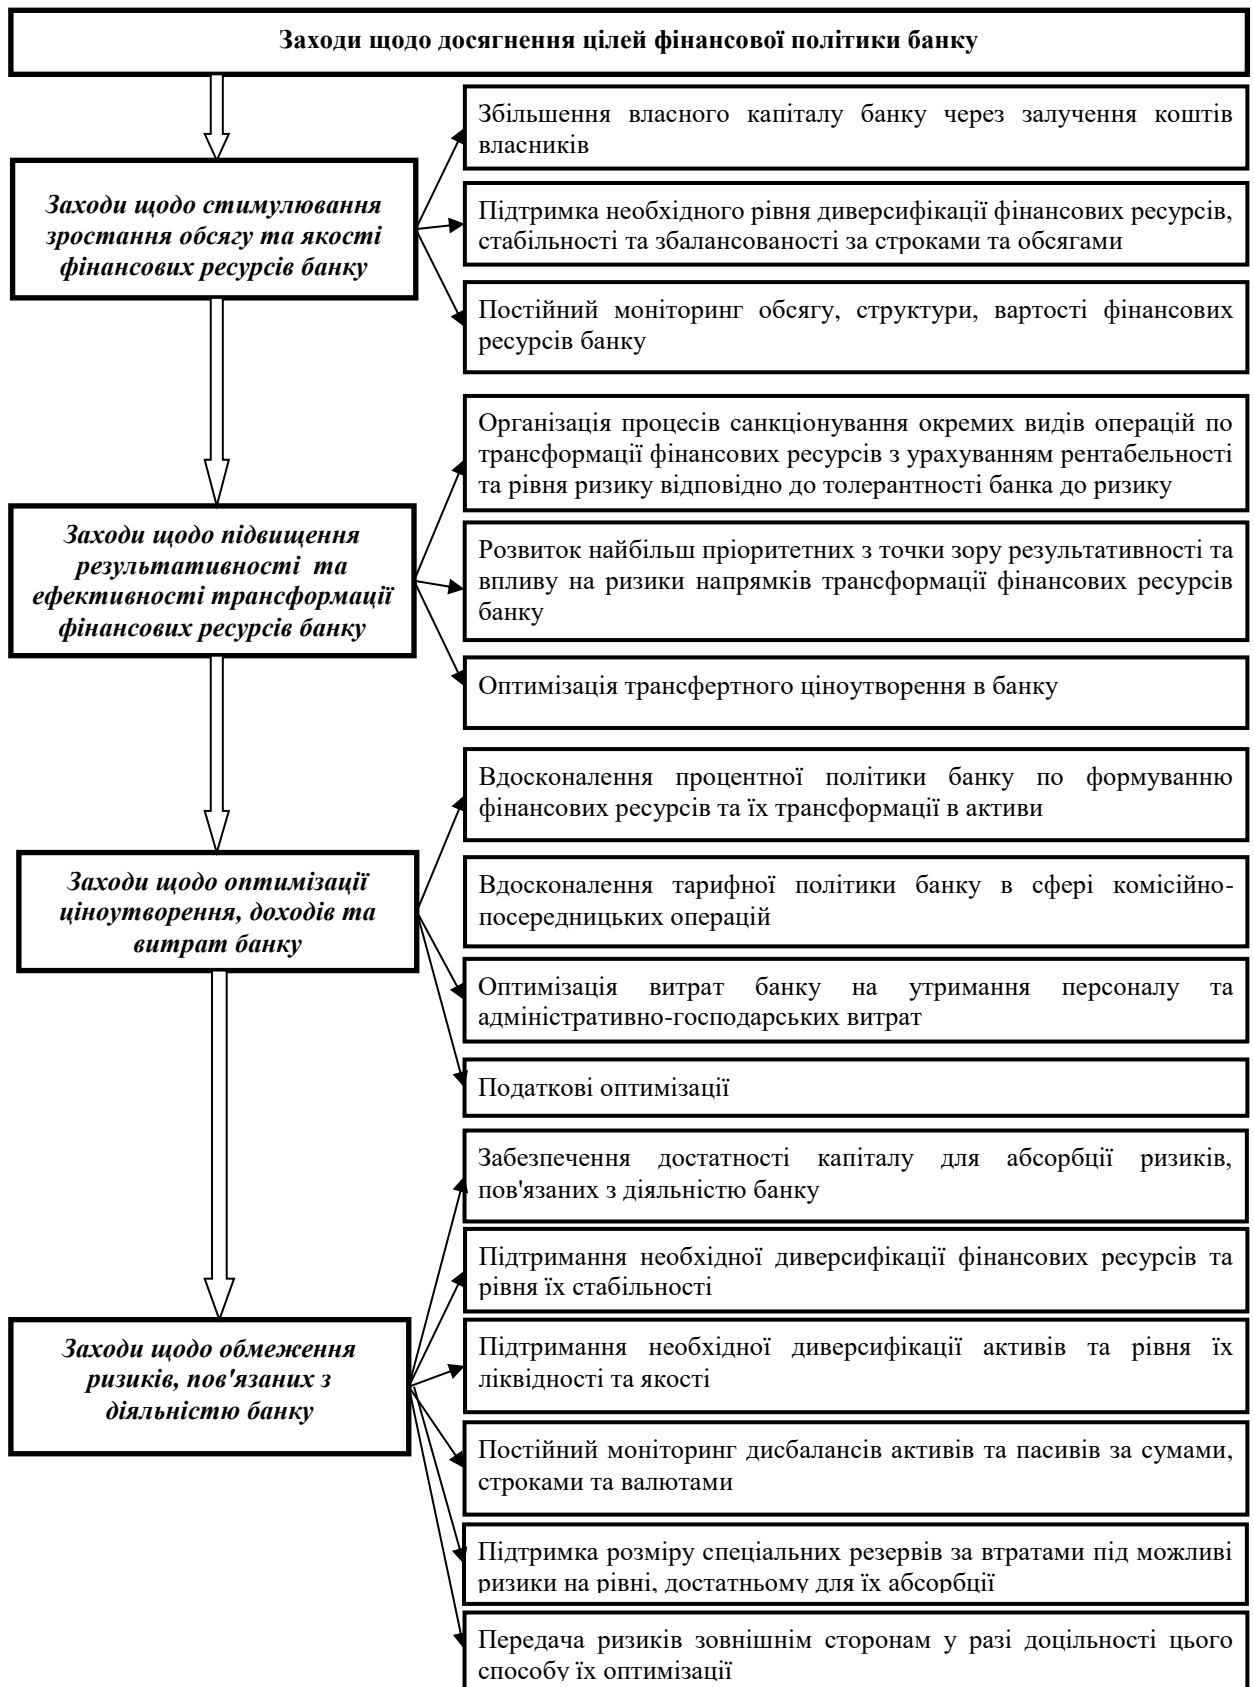 Заходи щодо досягнення цілей фінансової політики банку
Заходи щодо стимулювання
зростання обсягу та якості
фінансових ресурсів банку
Збільшення власного капіталу банку через залучення коштів
власників
Підтримка необхідного рівня диверсифікації фінансових ресурсів,
стабільності та збалансованості за строками та обсягами
Постійний моніторинг обсягу, структури, вартості фінансових
ресурсів банку
Заходи щодо підвищення
результативності та
ефективності трансформації
фінансових ресурсів банку
Організація процесів санкціонування окремих видів операцій по
трансформації фінансових ресурсів з урахуванням рентабельності
та рівня ризику відповідно до толерантності банка до ризику
Розвиток найбільш пріоритетних з точки зору результативності та
впливу на ризики напрямків трансформації фінансових ресурсів
банку
Оптимізація трансфертного ціноутворення в банку
Заходи щодо оптимізації
ціноутворення, доходів та
витрат банку
Вдосконалення процентної політики банку по формуванню
фінансових ресурсів та їх трансформації в активи
Вдосконалення тарифної політики банку в сфері комісійно-
посередницьких операцій
Оптимізація витрат банку на утримання персоналу та
адміністративно-господарських витрат
Податкові оптимізації
Заходи щодо обмеження
ризиків, пов'язаних з
діяльністю банку
Забезпечення достатності капіталу для абсорбції ризиків,
пов'язаних з діяльністю банку
Підтримання необхідної диверсифікації фінансових ресурсів та
рівня їх стабільності
Підтримання необхідної диверсифікації активів та рівня їх
ліквідності та якості
Постійний моніторинг дисбалансів активів та пасивів за сумами,
строками та валютами
Підтримка розміру спеціальних резервів за втратами під можливі
ризики на рівні, достатньому для їх абсорбції
Передача ризиків зовнішнім сторонам у разі доцільності цього
способу їх оптимізації